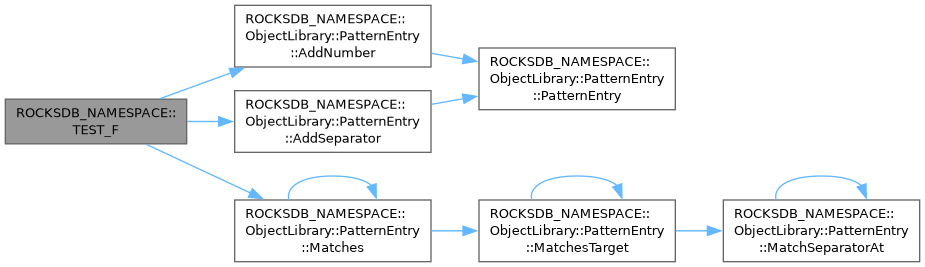 ROCKSDB_NAMESPACE::
TEST_F
ROCKSDB_NAMESPACE::
ObjectLibrary::PatternEntry
::AddNumber
ROCKSDB_NAMESPACE::
ObjectLibrary::PatternEntry
::PatternEntry
ROCKSDB_NAMESPACE::
ObjectLibrary::PatternEntry
::AddSeparator
ROCKSDB_NAMESPACE::
ObjectLibrary::PatternEntry
::Matches
ROCKSDB_NAMESPACE::
ObjectLibrary::PatternEntry
::MatchesTarget
ROCKSDB_NAMESPACE::
ObjectLibrary::PatternEntry
::MatchSeparatorAt